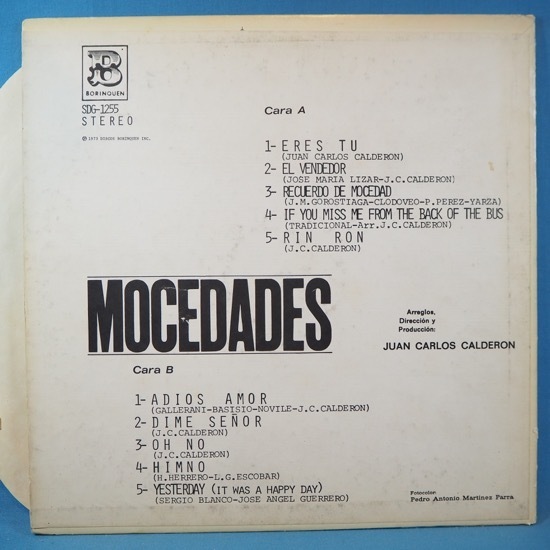 B
BORINQUEN
SDG-1255
STEREO
Cara A
1- ERES TU
(JUAN CARLOS CALDERON)
2- EL VENDEDOR
(JOSE MARIA LIZAR-J.C.CALDERON)
3- RECUERDO DE MOCEDAD
(J.M.GOROSTIAGA-CLODOVEO-P.PEREZ-YARZA)
4- IF YOU MISS ME FROM THE BACK OF THE BUS
(TRADICIONAL-Arr.J.C.CALDERON)
5- RIN RON
(J.C.CALDERON)
MOCEDADES
Arreglos,
Dirección y
Producción:
JUAN CARLOS CALDERON
Cara B
1- ADIOS AMOR
(GALLERANI-BASISIO-NOVILE-J.C.CALDERON)
2- DIME SEÑOR
(J.C.CALDERON)
3- OH NO
(J.C.CALDERON)
4- HIMNO
(H.HERRERO-L.G.ESCOBAR)
5- YESTERDAY (IT WAS A HAPPY DAY)
(SERGIO BLANCO-JOSE ANGEL GUERRERO)
Fotocolor:
Pedro Antonio Martinez Parra